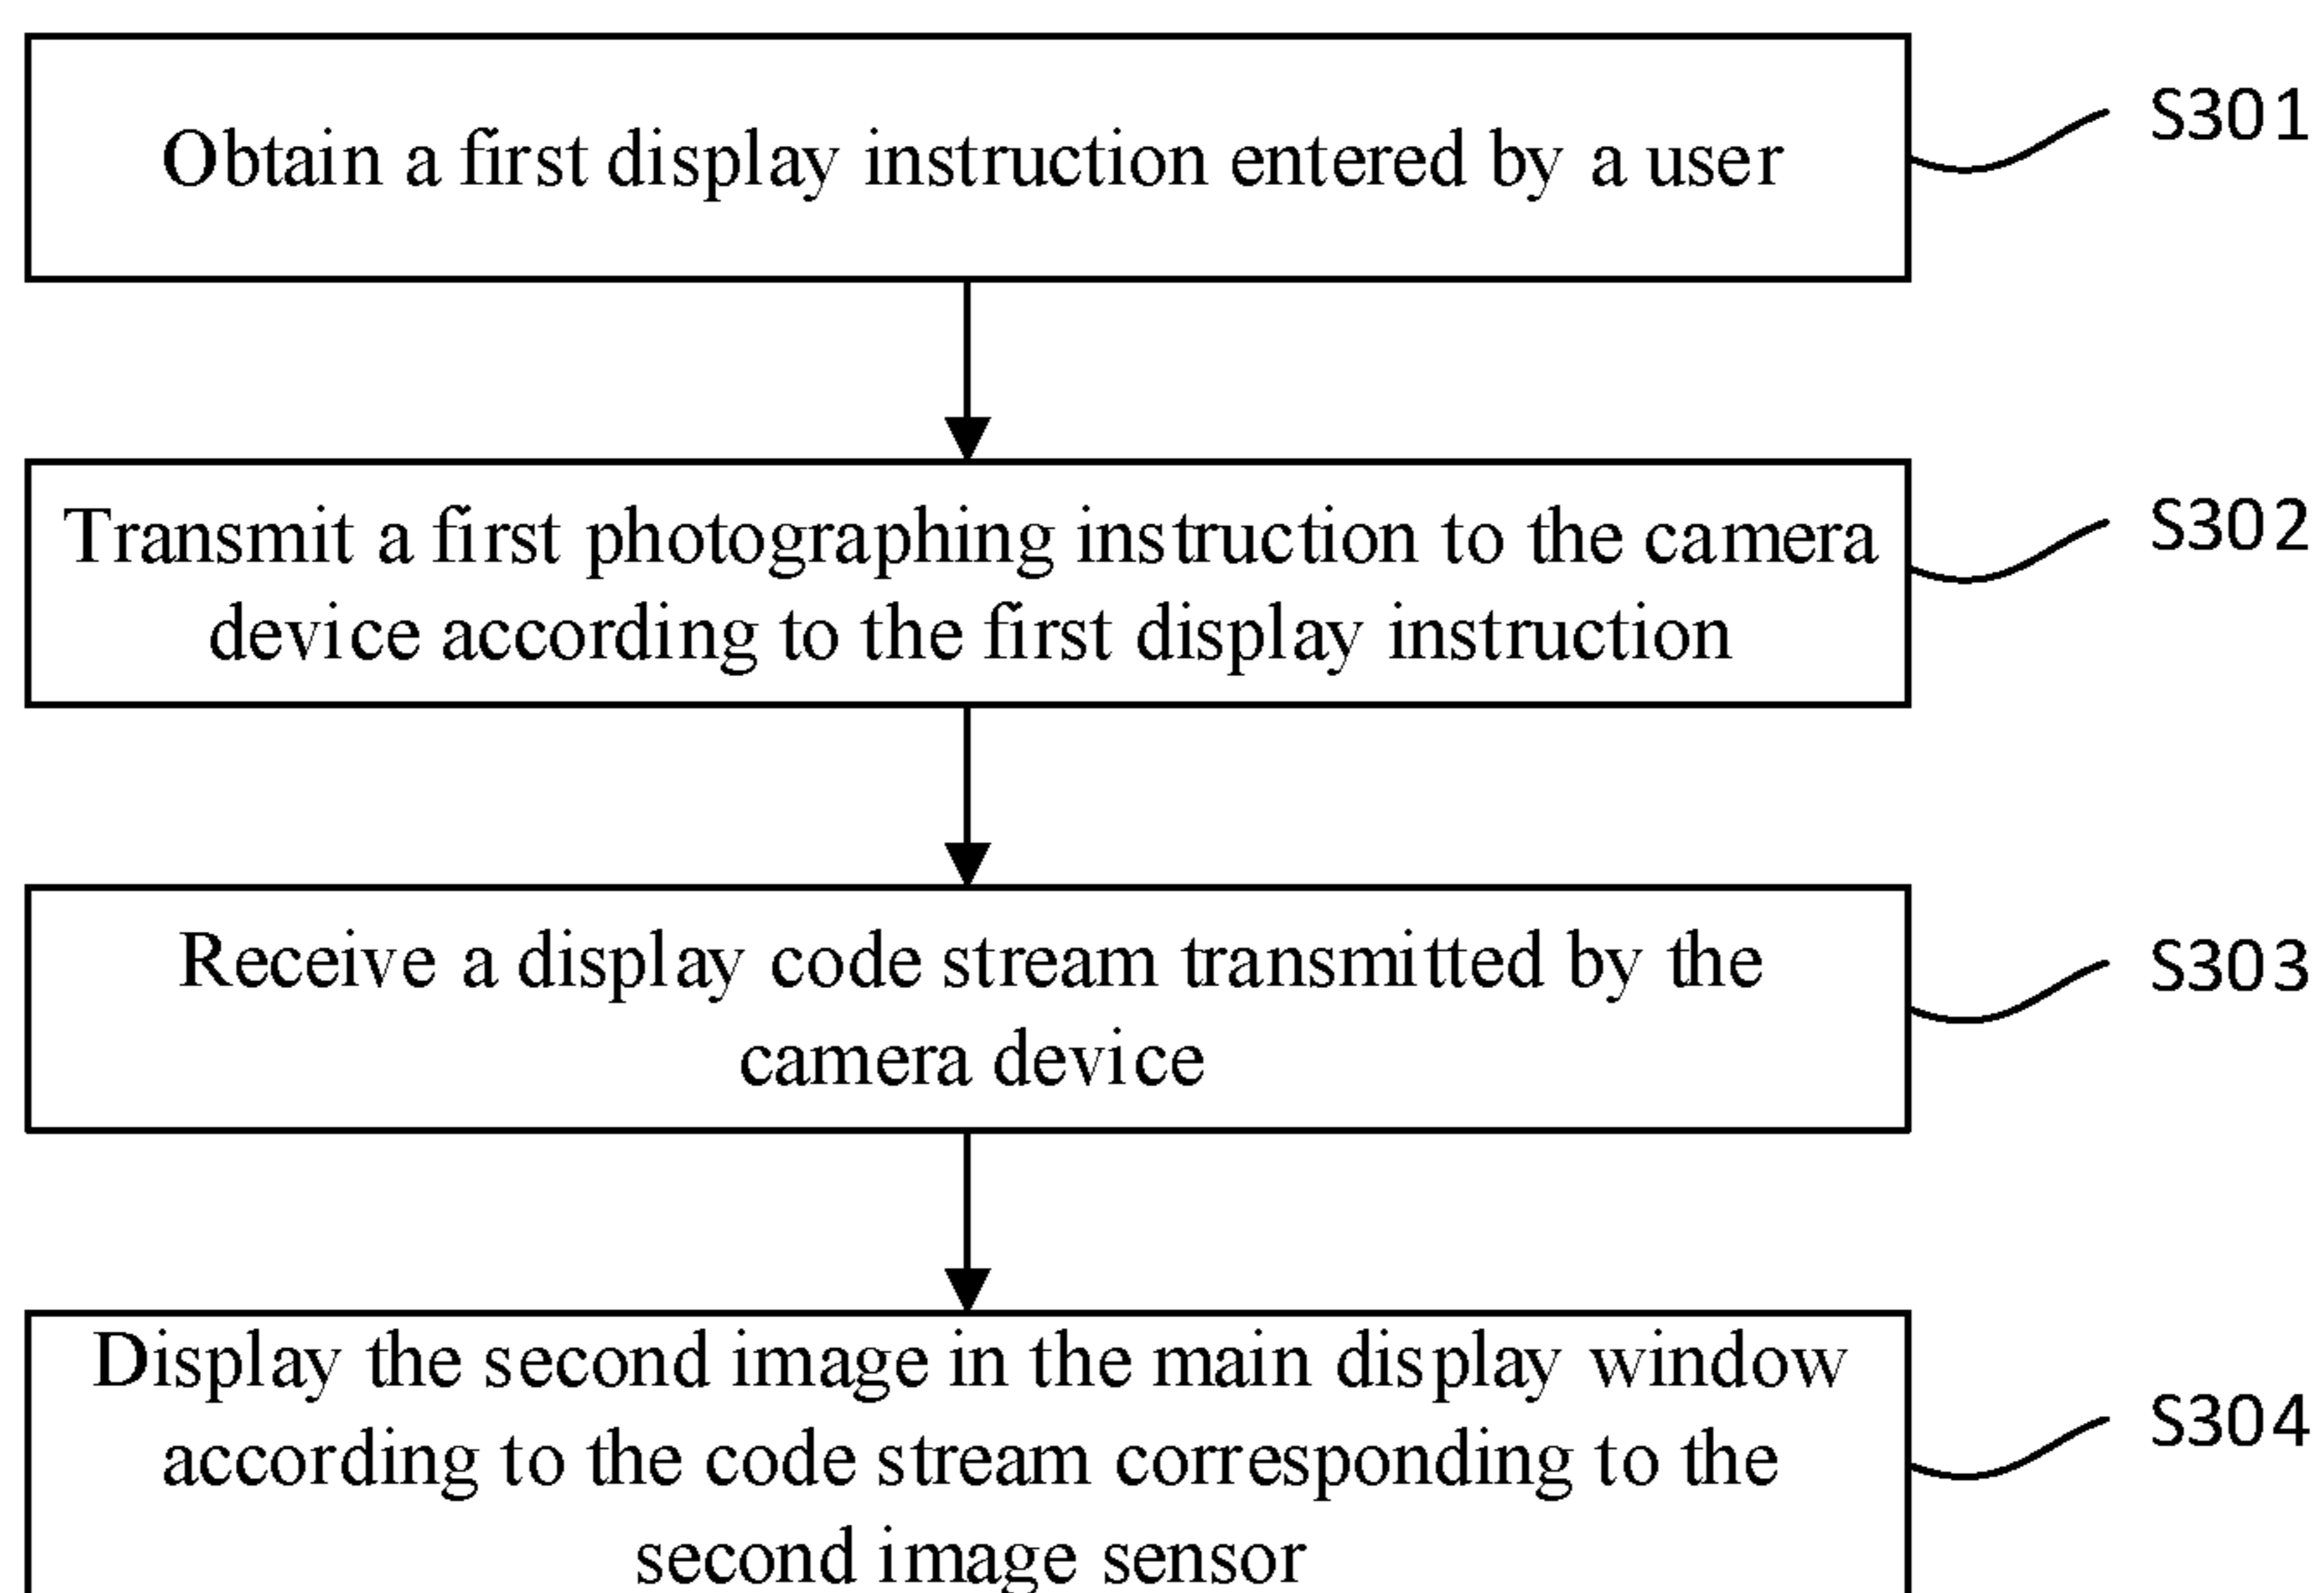 Obtain a first display instruction entered by a user
S301
Transmit a first photographing instruction to the camera
device according to the first display instruction
S302
Receive a display code stream transmitted by the
camera device
S303
Display the second image in the main display window
according to the code stream corresponding to the
second image sensor
S304